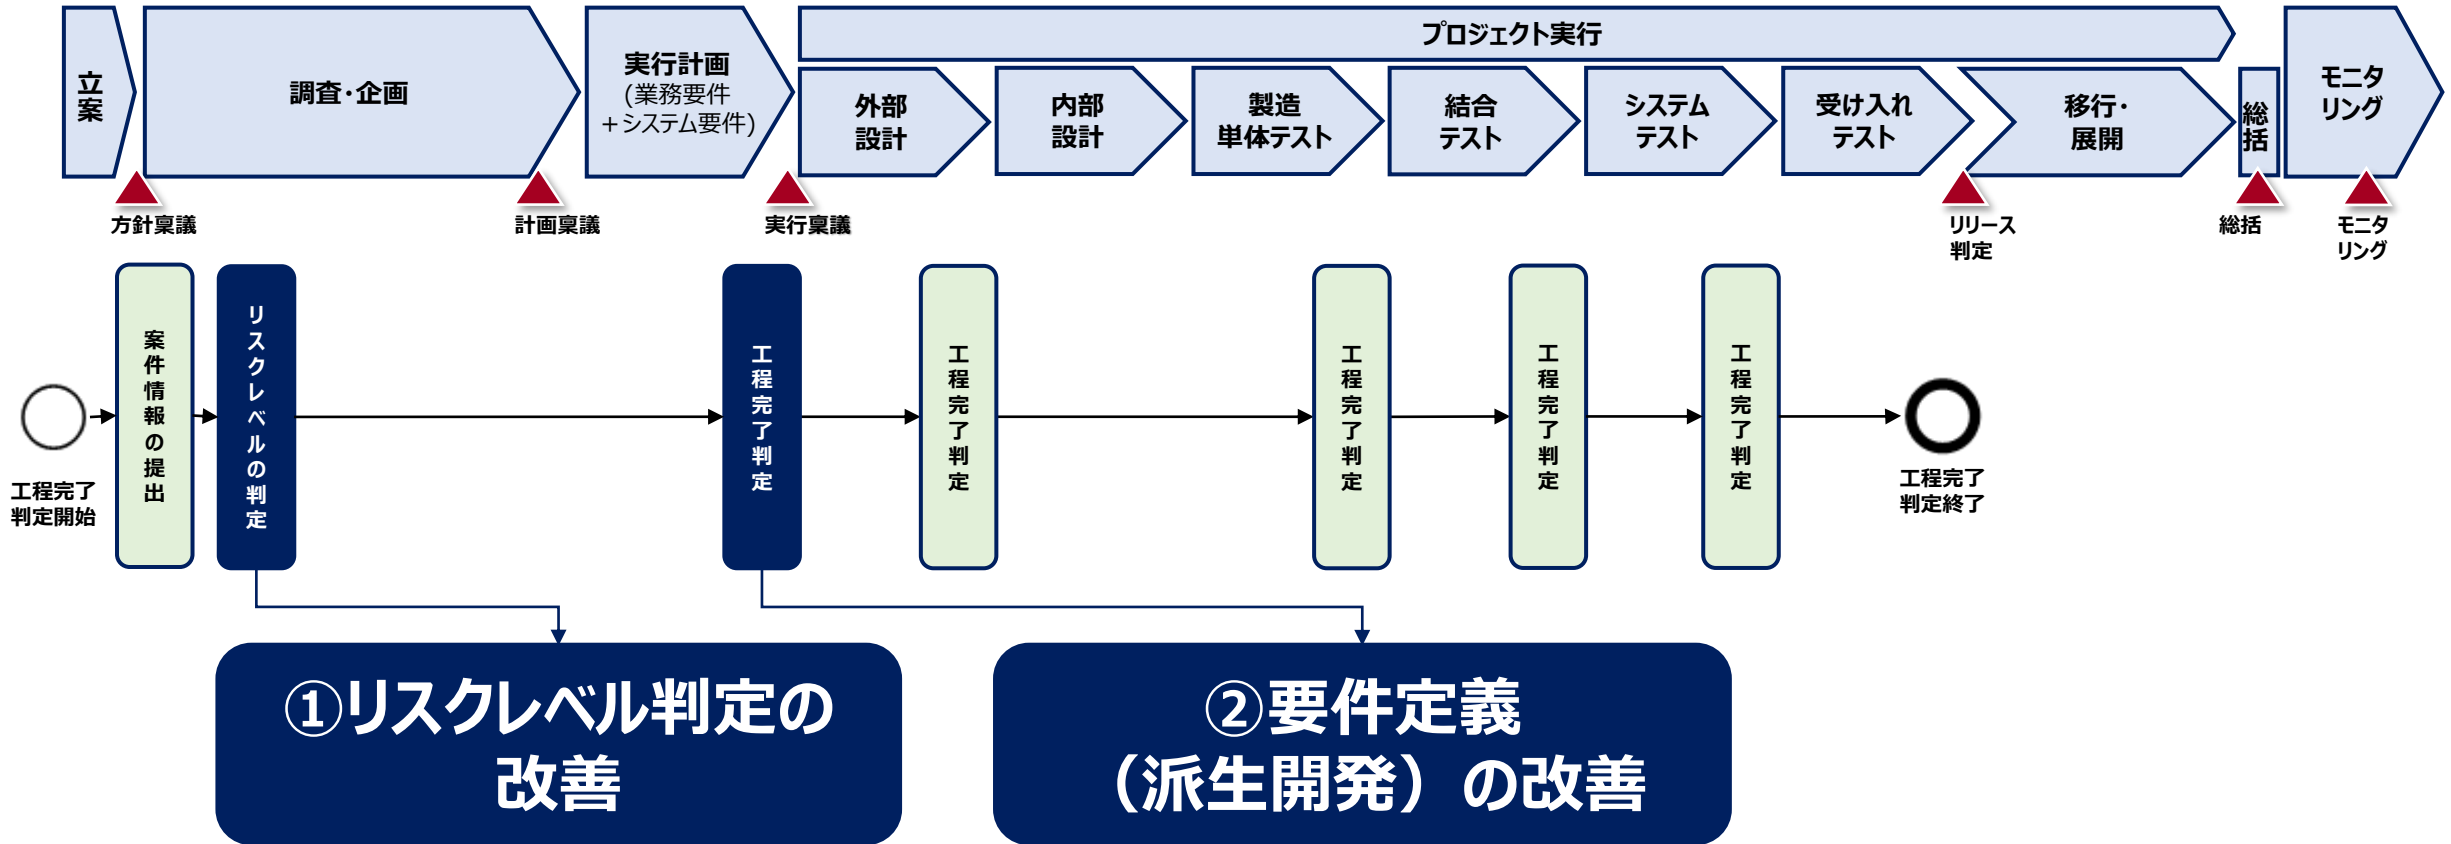 立
案
調査・企画
実行計画
(業務要件
+システム要件)
プロジェクト実行
外部
設計
内部
設計
製造
単体テスト
結合
テスト
システム
テスト
受け入れ
テスト
移行・
展開
総
括
モニタ
リング
方針稟議
計画稟議
実行稟議
リリース
判定
総括
モニタ
リング
工程完了
判定開始
案件情報の提出
リスクレベルの判定
工程完了判定
工程完了判定
工程完了判定
工程完了判定
工程完了判定
工程完了
判定終了
①リスクレベル判定の
改善
②要件定義
（派生開発）の改善